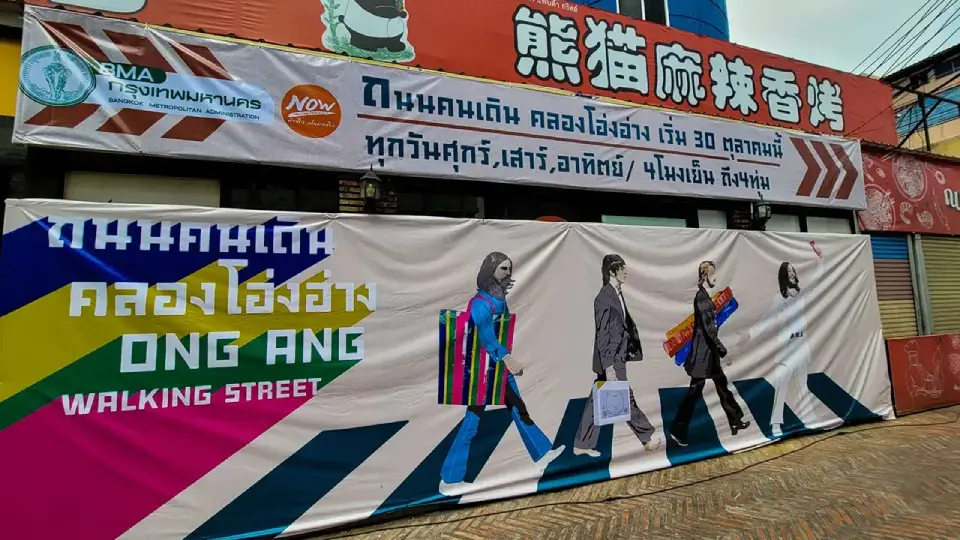 熊猫麻辣香烤
BMA
กรุงเทพมหานคร
BANGKOK METROPOLITAN ADMINISTRATION
NOW
ถนนคนเดิน คลองโอ่งอ่าง เริ่ม 30 ตุลาคมนี้
ทุกวันศุกร์,เสาร์,อาทิตย์/ 4โมงเย็น ถึง4ทุ่ม
ถนนคนเดิน
คลองโอ่งอ่าง
ONG ANG
WALKING STREET